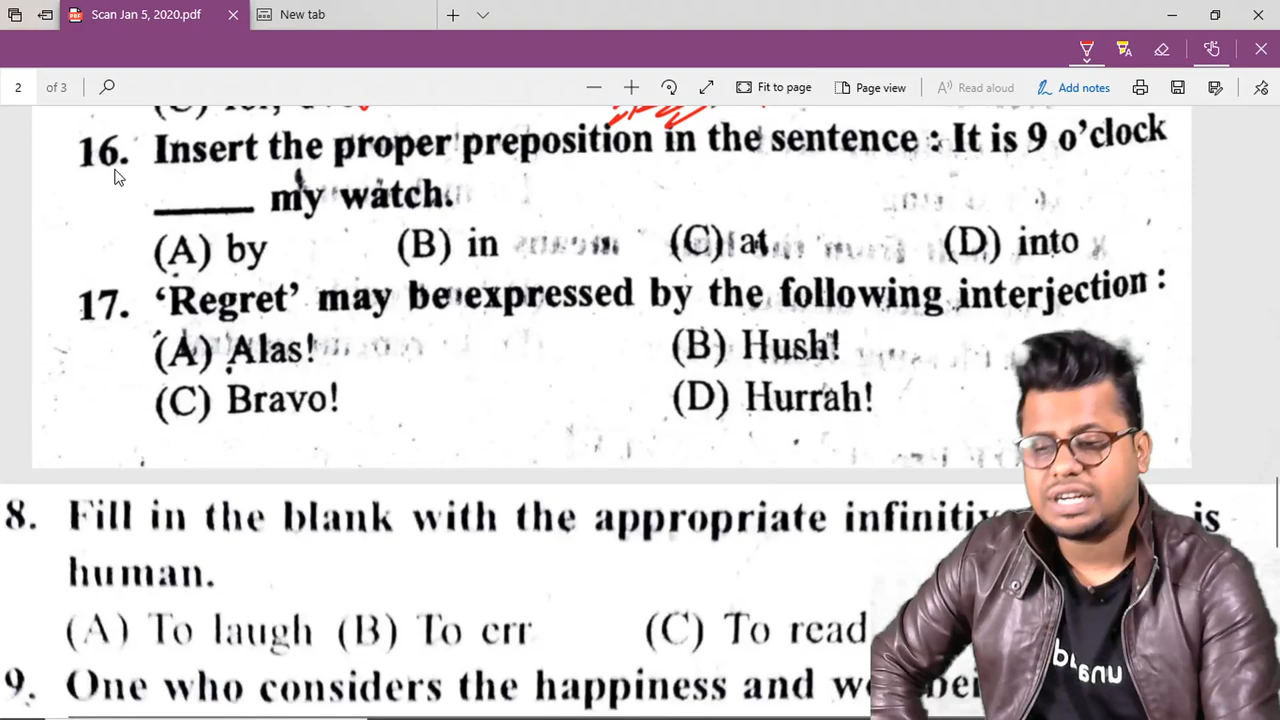 Scan Jan 5, 2020.pdf
New tab
2 of 3
Fit to page
Page view
Read aloud
Add notes
16. Insert the proper preposition in the sentence : It is 9 o'clock
_____ my watch.
(A) by (B) in (C) at (D) into
17. 'Regret' may be expressed by the following interjection :
(A) Alas! (B) Hush!
(C) Bravo! (D) Hurrah!
8. Fill in the blank with the appropriate is
human.
(A) To laugh (B) To err (C) To read
9. One who considers the happiness and